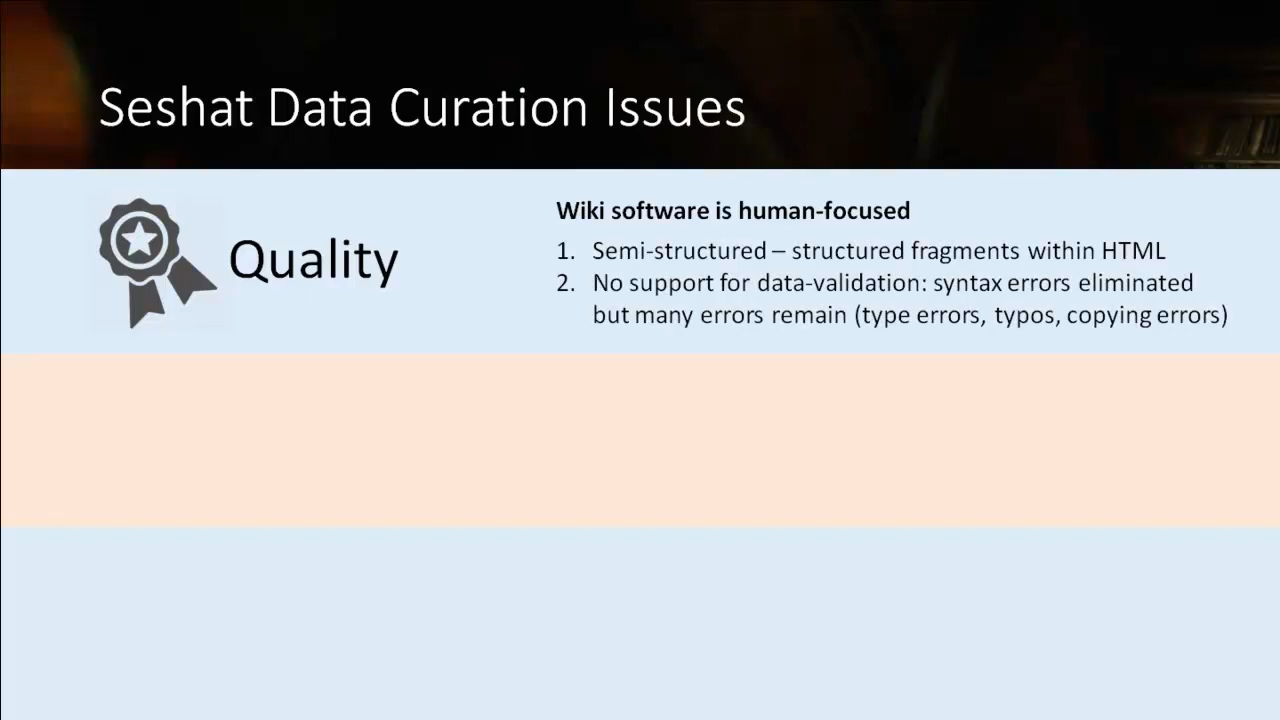 Seshat Data Curation Issues
Quality
Wiki software is human-focused
1. Semi-structured – structured fragments within HTML
2. No support for data-validation: syntax errors eliminated
but many errors remain (type errors, typos, copying errors)